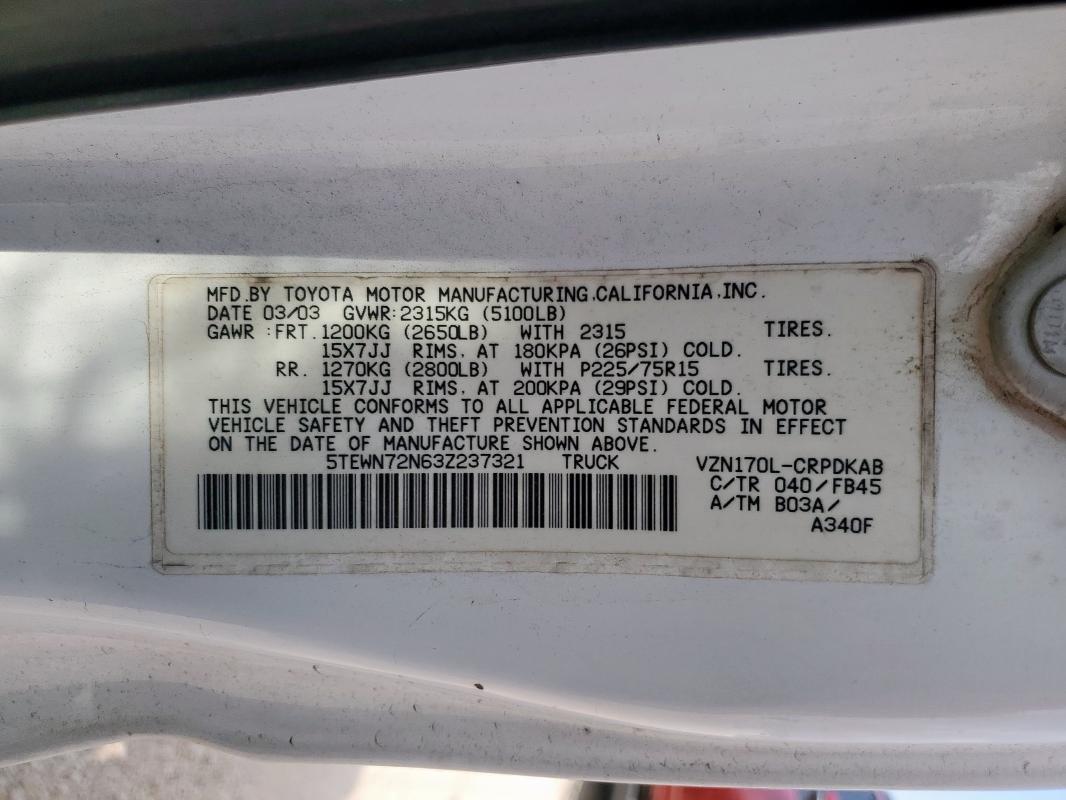 MFD.BY TOYOTA MOTOR MANUFACTURING,CALIFORNIA,INC.
DATE 03/03 GVWR:2315KG (5100LB)
GAWR :FRT.1200KG (2650LB) WITH 2315 TIRES.
15X7JJ RIMS. AT 180KPA (26PSI) COLD.
RR. 1270KG (2800LB) WITH P225/75R15 TIRES.
15X7JJ RIMS. AT 200KPA (29PSI) COLD.
THIS VEHICLE CONFORMS TO ALL APPLICABLE FEDERAL MOTOR
VEHICLE SAFETY AND THEFT PREVENTION STANDARDS IN EFFECT
ON THE DATE OF MANUFACTURE SHOWN ABOVE.
5TEWN72N63Z237321 TRUCK VZN170L-CRPDKAB
C/TR 040/FB45
A/TM B03A/
A340F